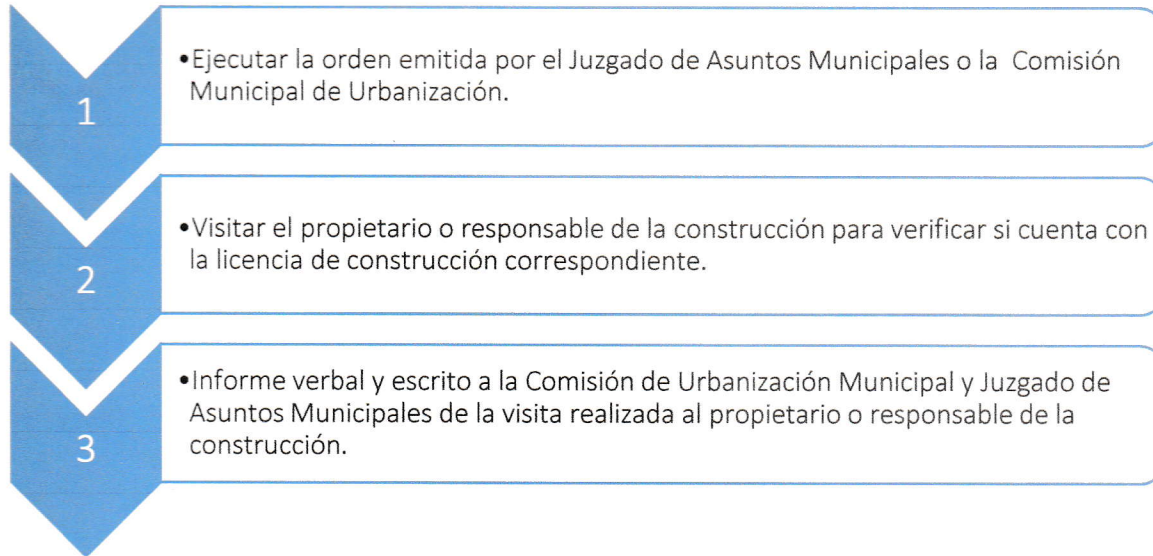 1
•Ejecutar la orden emitida por el Juzgado de Asuntos Municipales o la Comisión
Municipal de Urbanización.
2
•Visitar el propietario o responsable de la construcción para verificar si cuenta con
la licencia de construcción correspondiente.
3
•Informe verbal y escrito a la Comisión de Urbanización Municipal y Juzgado de
Asuntos Municipales de la visita realizada al propietario o responsable de la
construcción.